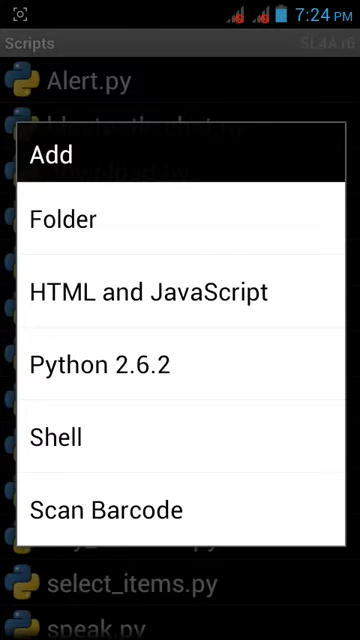 7:24 PM
Scripts SL4A r6
Alert.py
Add
Folder
HTML and JavaScript
Python 2.6.2
Shell
Scan Barcode
select_items.py
speak.py